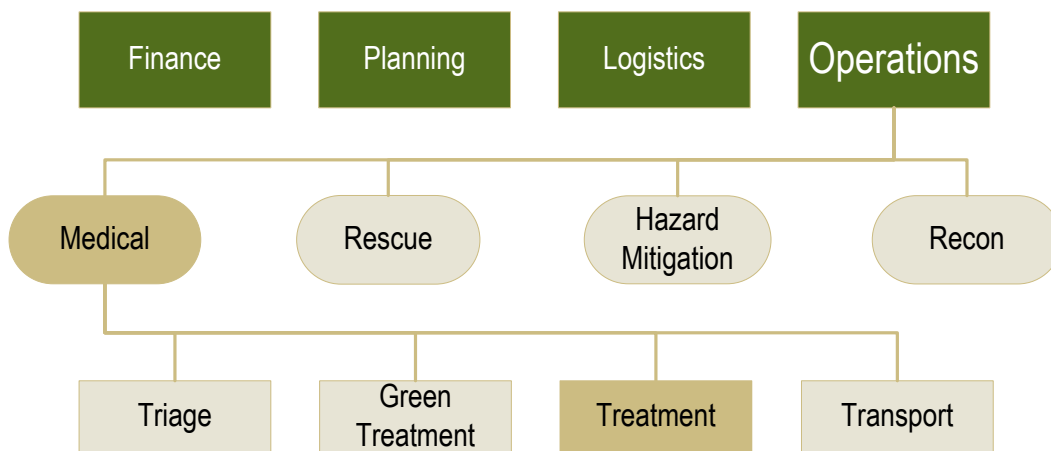 Finance
Planning
Logistics
Operations
Medical
Rescue
Hazard
Mitigation
Recon
Triage
Green
Treatment
Treatment
Transport